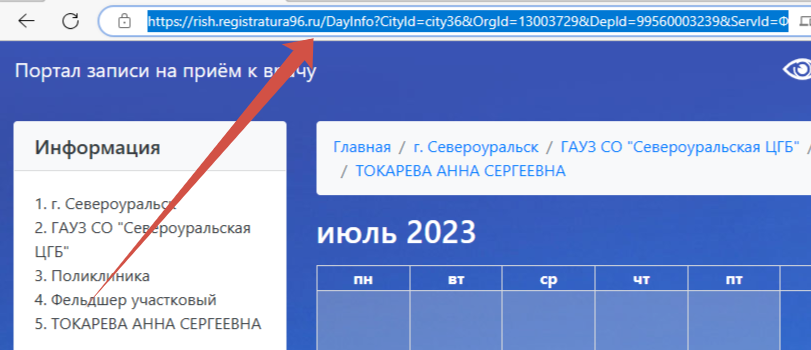 https://rish.registratura96.ru/DayInfo?CityId=city36&OrgId=13003729&DepId=99560003239&ServId=Ф
Портал записи на приём к врачу
Информация
1. г. Североуральск
2. ГАУЗ СО "Североуральская
ЦГБ"
3. Поликлиника
4. Фельдшер участковый
5. ТОКАРЕВА АННА СЕРГЕЕВНА
Главная / г. Североуральск / ГАУЗ СО "Североуральская ЦГБ" /
/ ТОКАРЕВА АННА СЕРГЕЕВНА
июль 2023
пн вт ср чт пт